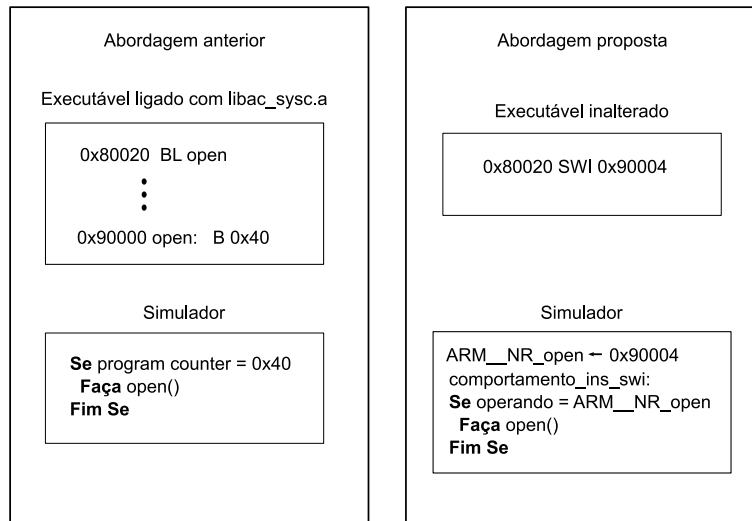 Abordagem anterior
Executável ligado com libac_sysc.a
0x80020 BL open
0x90000 open: B 0x40
Simulador
Se program counter = 0x40
Faça open()
Fim Se
Abordagem proposta
Executável inalterado
0x80020 SWI 0x90004
Simulador
ARM__NR_open ← 0x90004
comportamento_ins_swi:
Se operando = ARM__NR_open
Faça open()
Fim Se